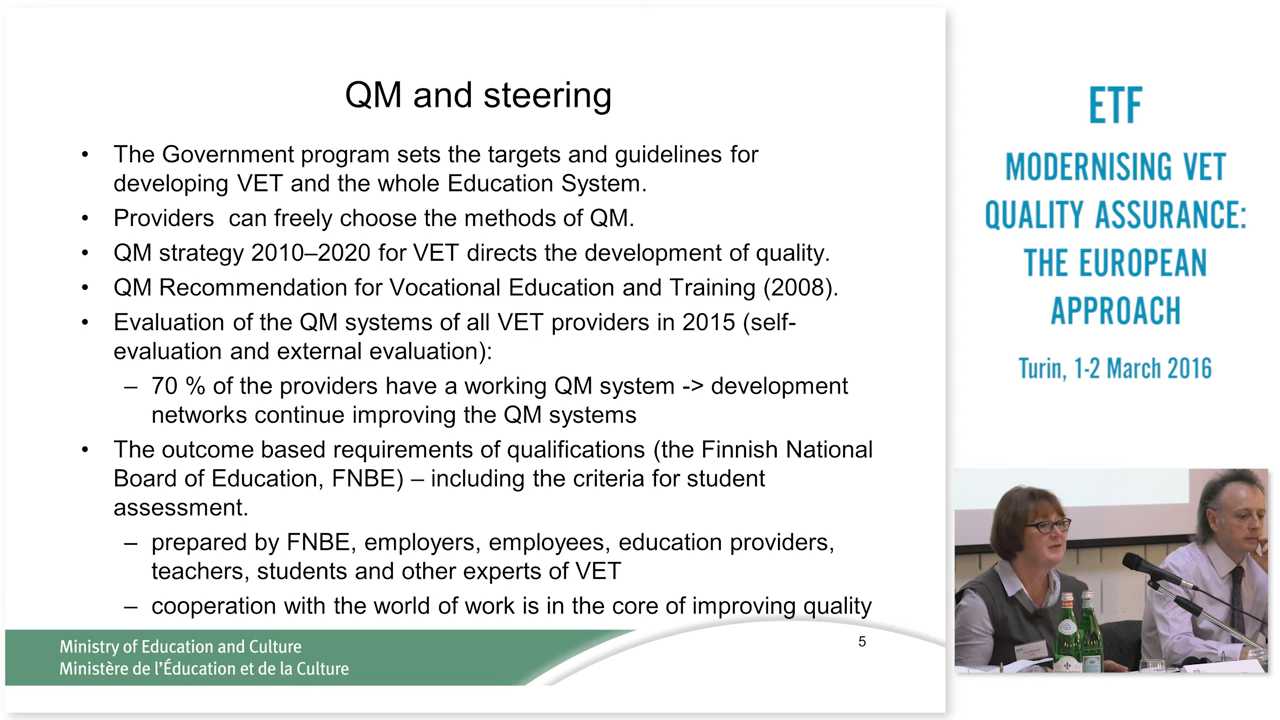 QM and steering
• The Government program sets the targets and guidelines for
developing VET and the whole Education System.
• Providers  can freely choose the methods of QM.
• QM strategy 2010–2020 for VET directs the development of quality.
• QM Recommendation for Vocational Education and Training (2008).
• Evaluation of the QM systems of all VET providers in 2015 (self-
evaluation and external evaluation):
– 70 % of the providers have a working QM system -> development
networks continue improving the QM systems
• The outcome based requirements of qualifications (the Finnish National
Board of Education, FNBE) – including the criteria for student
assessment.
– prepared by FNBE, employers, employees, education providers,
teachers, students and other experts of VET
– cooperation with the world of work is in the core of improving quality
Ministry of Education and Culture
Ministère de l'Éducation et de la Culture
5
ETF
MODERNISING VET
QUALITY ASSURANCE:
THE EUROPEAN
APPROACH
Turin, 1-2 March 2016